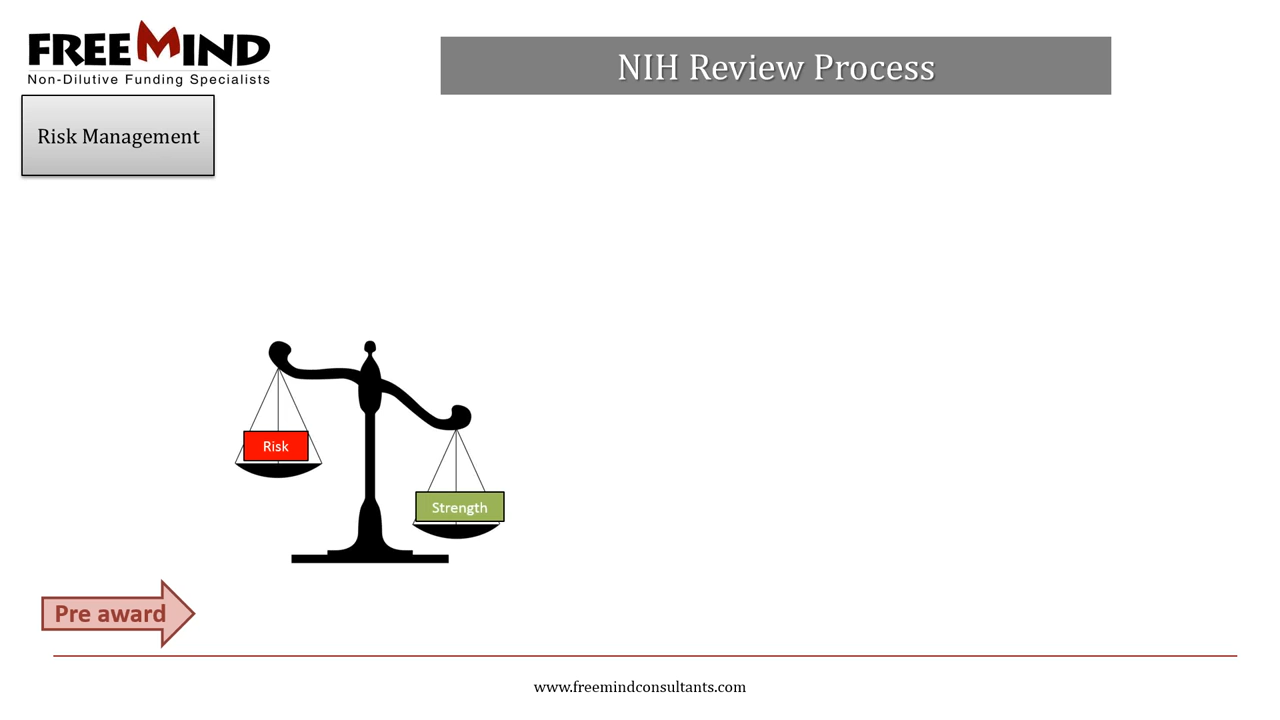 FREEMIND
Non-Dilutive Funding Specialists
NIH Review Process
Risk Management
Risk
Strength
Pre award
www.freemindconsultants.com